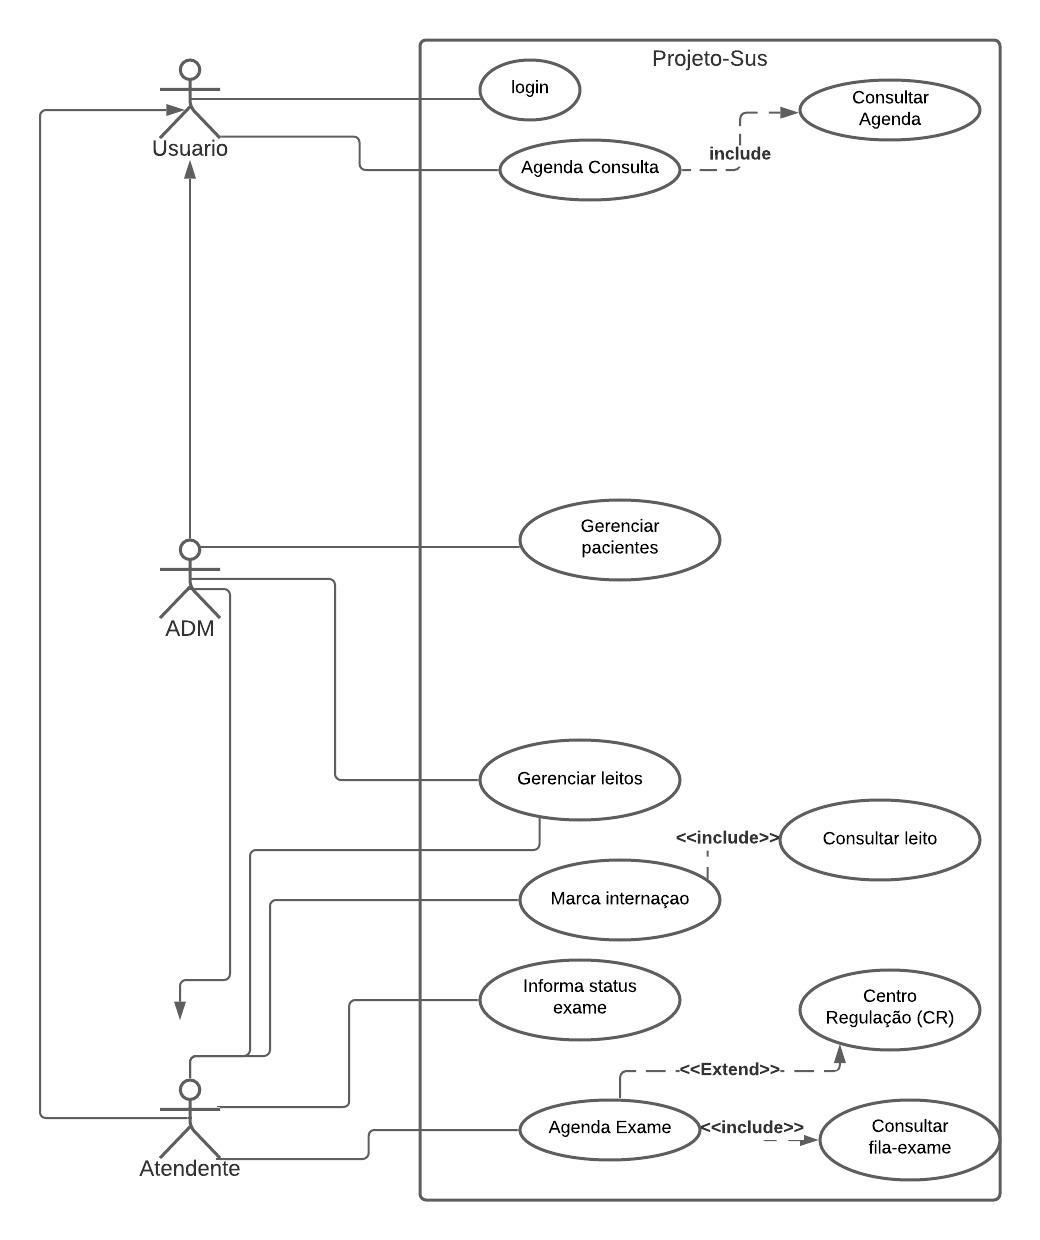 Projeto-Sus
login
Consultar
Agenda
include
Usuario
Agenda Consulta
Gerenciar
pacientes
ADM
Gerenciar leitos
<<include>>
Consultar leito
Marca internaçao
Informa status
exame
Centro
Regulação (CR)
<<Extend>>
Agenda Exame
<<include>>
Consultar
fila-exame
Atendente